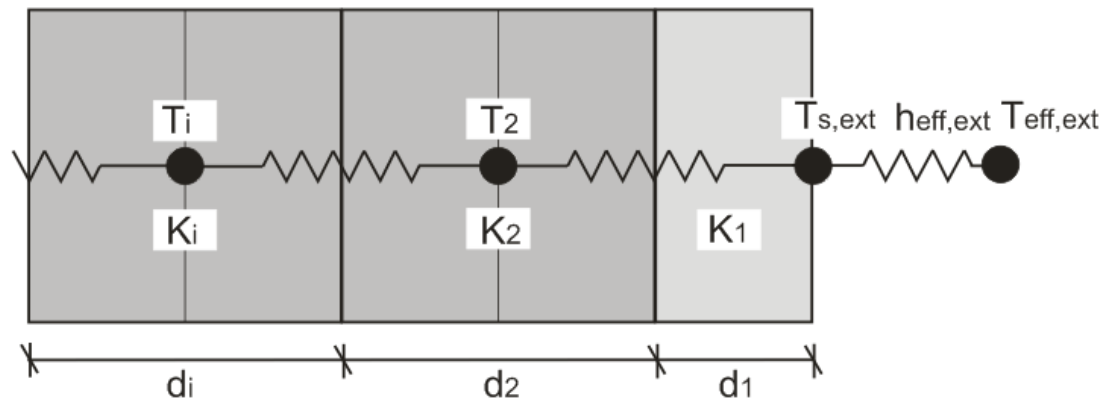 Ti T2 Ts,ext heff,ext Teff,ext
Ki K2 K1
di d2 d1